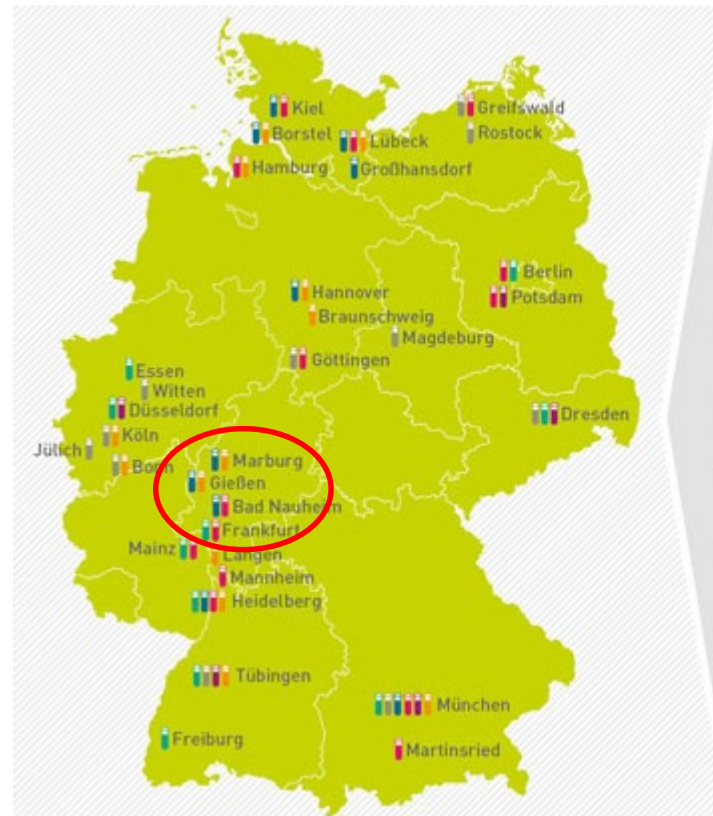 Kiel
Greifswald
Borstel
Rostock
Lübeck
Hamburg
Großhansdorf
Berlin
Hannover
Potsdam
Braunschweig
Magdeburg
Göttingen
Essen
Witten
Düsseldorf
Dresden
Köln
Jülich
Bonn
Marburg
Gießen
Bad Nauheim
Frankfurt
Mainz
Langen
Mannheim
Heidelberg
Tübingen
München
Freiburg
Martinsried